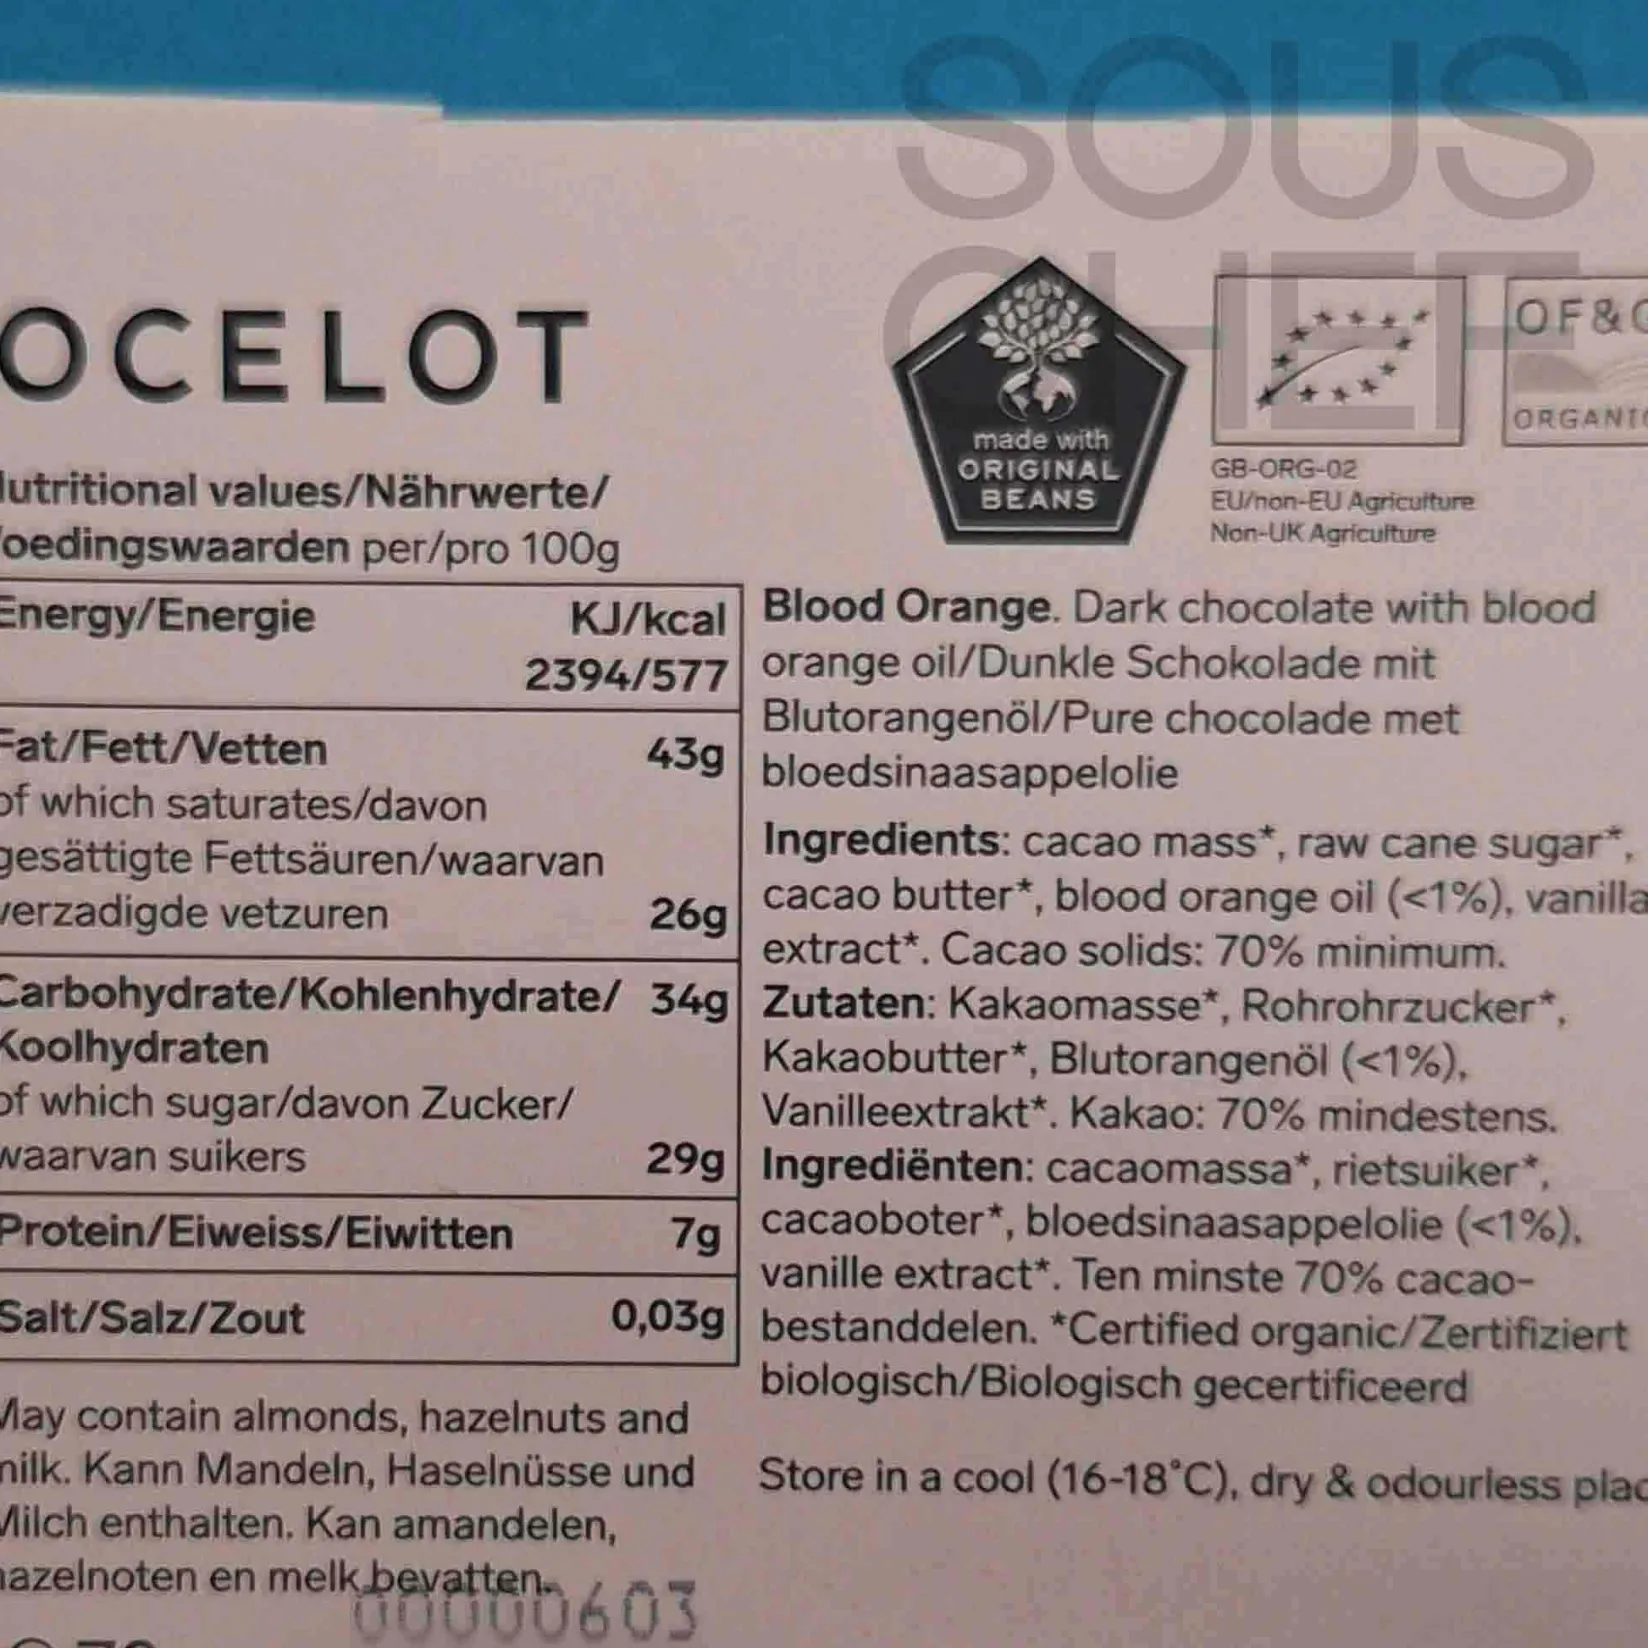 SOUS
CHEF
OCELOT
made with
ORIGINAL
BEANS
GB-ORG-02
EU/non-EU Agriculture
Non-UK Agriculture
OF&G
ORGANIC
Nutritional values/Nährwerte/
Voedingswaarden per/pro 100g
Energy/Energie KJ/kcal
2394/577
Fat/Fett/Vetten 43g
of which saturates/davon
gesättigte Fettsäuren/waarvan
verzadigde vetzuren 26g
Carbohydrate/Kohlenhydrate/ 34g
Koolhydraten
of which sugar/davon Zucker/
waarvan suikers 29g
Protein/Eiweiss/Eiwitten 7g
Salt/Salz/Zout 0,03g
May contain almonds, hazelnuts and
milk. Kann Mandeln, Haselnüsse und
Milch enthalten. Kan amandelen,
hazelnoten en melk bevatten.
00000603
Blood Orange. Dark chocolate with blood
orange oil/Dunkle Schokolade mit
Blutorangenöl/Pure chocolade met
bloedsinaasappelolie
Ingredients: cacao mass*, raw cane sugar*,
cacao butter*, blood orange oil (<1%), vanilla
extract*. Cacao solids: 70% minimum.
Zutaten: Kakaomasse*, Rohrohrzucker*,
Kakaobutter*, Blutorangenöl (<1%),
Vanilleextrakt*. Kakao: 70% mindestens.
Ingrediënten: cacaomassa*, rietsuiker*,
cacaoboter*, bloedsinaasappelolie (<1%),
vanille extract*. Ten minste 70% cacao-
bestanddelen. *Certified organic/Zertifiziert
biologisch/Biologisch gecertificeerd
Store in a cool (16-18°C), dry & odourless plac